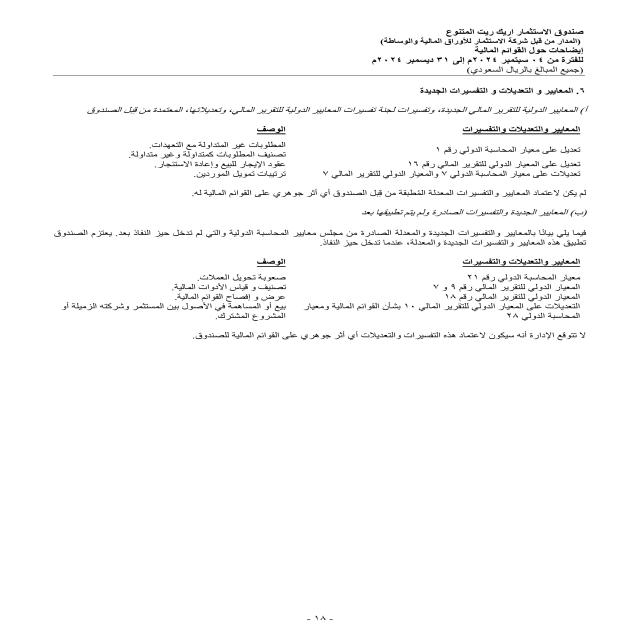 صندوق الاستثمار اريك ريت المتنوع
(المدار من قبل شركة الاستثمار للأوراق المالية والوساطة)
إيضاحات حول القوائم المالية
للفترة من ٠٤ سبتمبر ٢٠٢٤م إلى ٣١ ديسمبر ٢٠٢٤م
(جميع المبالغ بالريال السعودي)
٦. المعايير و التعديلات و التفسيرات الجديدة
أ) المعايير الدولية للتقرير المالي الجديدة، وتفسيرات لجنة تفسيرات المعايير الدولية للتقرير المالي، وتعديلاتها، المعتمدة من قبل الصندوق
المعايير والتعديلات والتفسيرات الوصف
تعديل على معيار المحاسبة الدولي رقم ١ المطلوبات غير المتداولة مع التعهدات.
تصنيف المطلوبات كمتداولة وغير متداولة.
تعديل على المعيار الدولي للتقرير المالي رقم ١٦ عقود الايجار للبيع وإعادة الاستئجار.
تعديلات على معيار المحاسبة الدولي ٧ والمعيار الدولي للتقرير المالي ٧ ترتيبات تمويل الموردين.
لم يكن لاعتماد المعايير والتفسيرات المعدلة التطبقة من قبل الصندوق أي أثر جوهري على القوائم المالية له.
(ب) المعايير الجديدة والتفسيرات الصادرة ولم يتم تطبيقها بعد
فيما يلي بيانًا بالمعايير والتفسيرات الجديدة والمعدلة الصادرة من مجلس معايير المحاسبة الدولية والتي لم تدخل حيز النفاذ بعد. يعتزم الصندوق
تطبيق هذه المعايير والتفسيرات الجديدة والمعدلة، عندما تدخل حيز النفاذ.
المعايير والتعديلات والتفسيرات الوصف
معيار المحاسبة الدولي رقم ٢١ صعوبة تحويل العملات.
المعيار الدولي للتقرير المالي رقم ٩ و ٧ تصنيف و قياس الأدوات المالية.
المعيار الدولي للتقرير المالي رقم ١٨ عرض و إفصاح القوائم المالية.
التعديلات على المعيار الدولي للتقرير المالي ١٠ بشأن القوائم المالية ومعيار بيع أو المساهمة في الأصول بين المستثمر وشركته الزميلة أو
المحاسبة الدولي ٢٨ المشروع المشترك.
لا تتوقع الإدارة أنه سيكون لاعتماد هذه التفسيرات والتعديلات أي أثر جوهري على القوائم المالية للصندوق.
- ١٨ -